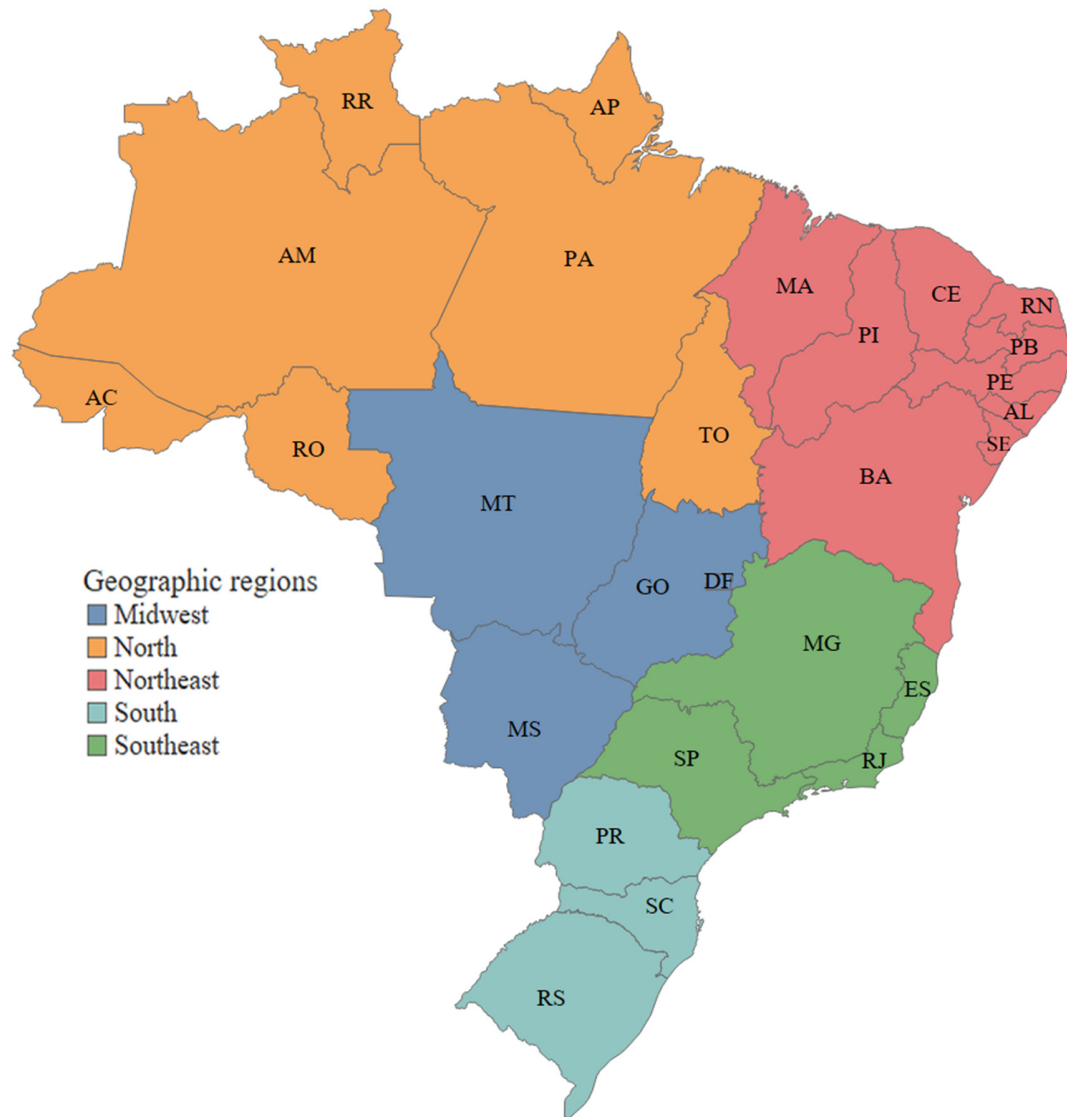 RR
AP
AM
PA
MA
CE
RN
PI
PB
PE
AC
AL
TO
SE
RO
BA
MT
Geographic regions
Midwest
North
Northeast
South
Southeast
GO
DF
MG
ES
MS
SP
RJ
PR
SC
RS